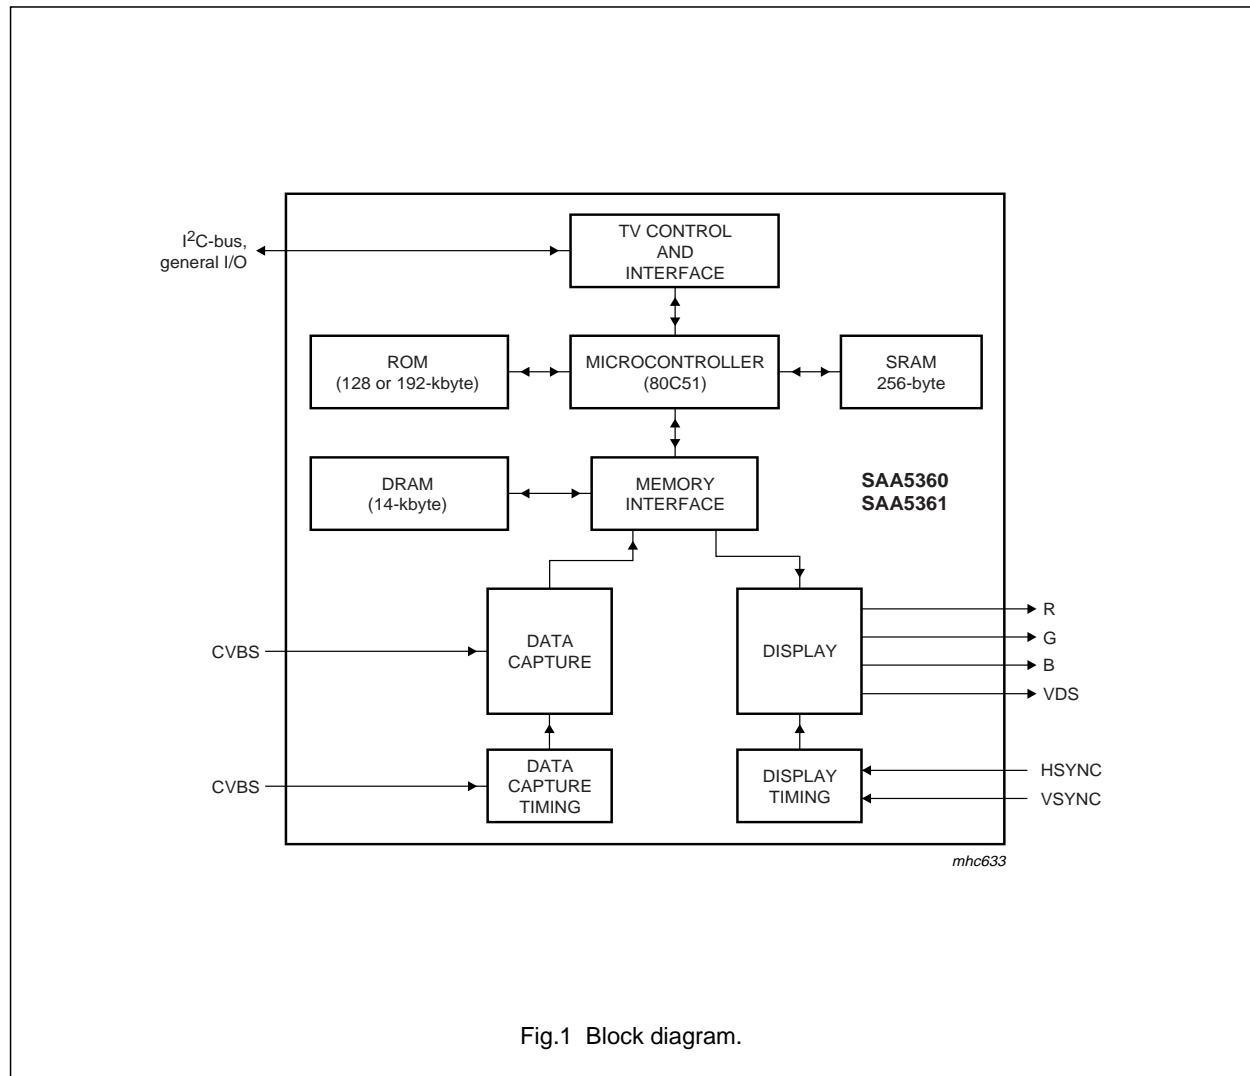 TV CONTROL
AND
INTERFACE
I²C-bus,
general I/O
ROM
(128 or 192-kbyte)
MICROCONTROLLER
(80C51)
SRAM
256-byte
DRAM
(14-kbyte)
MEMORY
INTERFACE
SAA5360
SAA5361
CVBS
DATA
CAPTURE
DISPLAY
R
G
B
VDS
CVBS
DATA
CAPTURE
TIMING
DISPLAY
TIMING
HSYNC
VSYNC
mhc633
Fig.1 Block diagram.